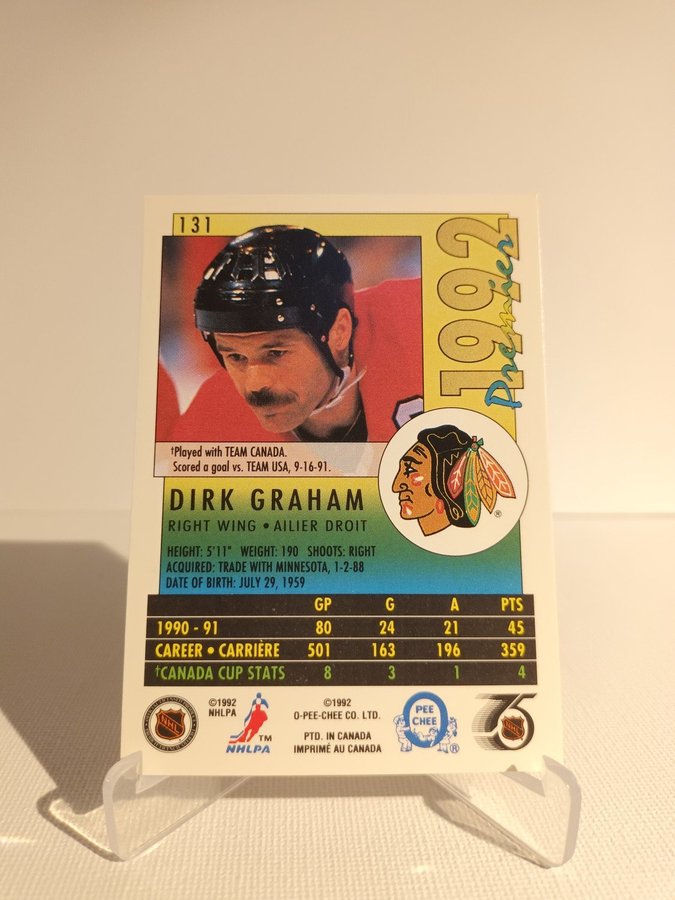 131
1992
Premier
†Played with TEAM CANADA.
Scored a goal vs. TEAM USA, 9-16-91.
®
DIRK GRAHAM
RIGHT WING • AILIER DROIT
HEIGHT: 5'11" WEIGHT: 190 SHOOTS: RIGHT
ACQUIRED: TRADE WITH MINNESOTA, 1-2-88
DATE OF BIRTH: JULY 29, 1959
GP G A PTS
1990 - 91 80 24 21 45
CAREER • CARRIÈRE 501 163 196 359
†CANADA CUP STATS 8 3 1 4
NHL
©1992
NHLPA
NHLPA
TM
©1992
O-PEE-CHEE CO. LTD.
PTD. IN CANADA
IMPRIMÉ AU CANADA
PEE
CHEE
®
75
NHL